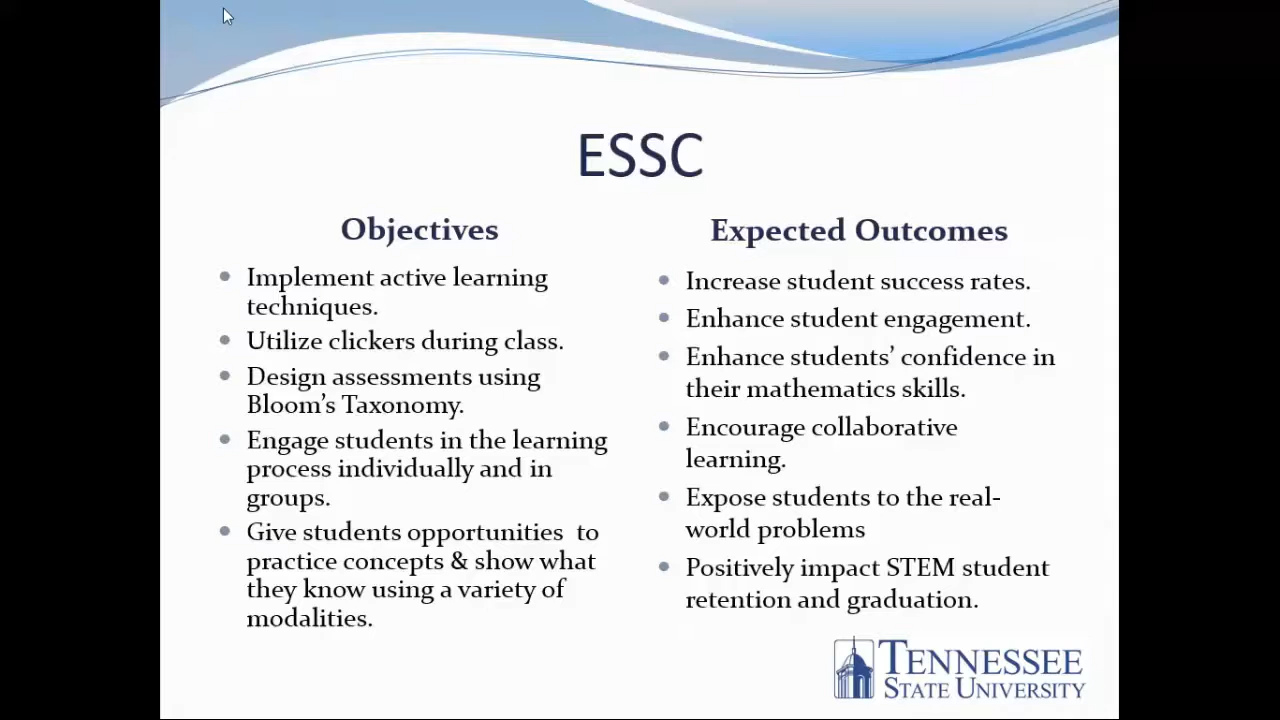 ESSC
Objectives
Implement active learning
techniques.
Utilize clickers during class.
Design assessments using
Bloom's Taxonomy.
Engage students in the learning
process individually and in
groups.
Give students opportunities  to
practice concepts & show what
they know using a variety of
modalities.
Expected Outcomes
Increase student success rates.
Enhance student engagement.
Enhance students' confidence in
their mathematics skills.
Encourage collaborative
learning.
Expose students to the real-
world problems
Positively impact STEM student
retention and graduation.
TENNESSEE
STATE UNIVERSITY